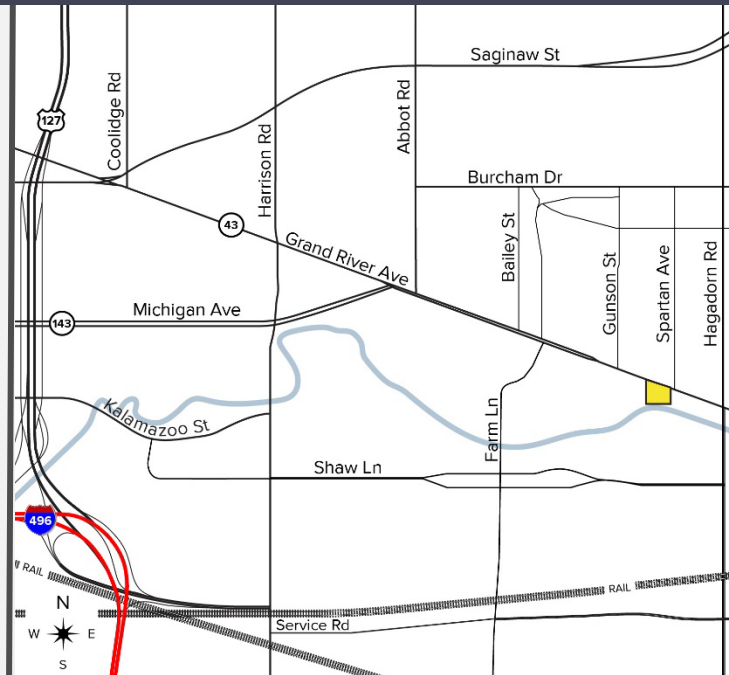 Saginaw St
127
Coolidge Rd
Harrison Rd
Abbot Rd
Burcham Dr
43
Grand River Ave
Bailey St
Gunson St
Spartan Ave
Hagadorn Rd
Michigan Ave
143
Kalamazoo St
Farm Ln
Shaw Ln
496
RAIL
RAIL
N
W E
S
Service Rd